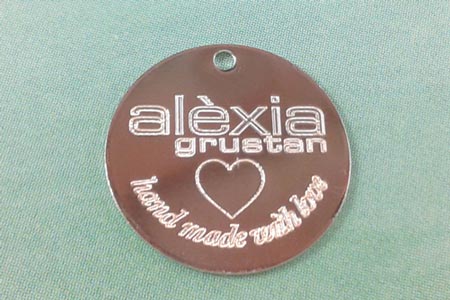 alèxia
grustan
hand made with love